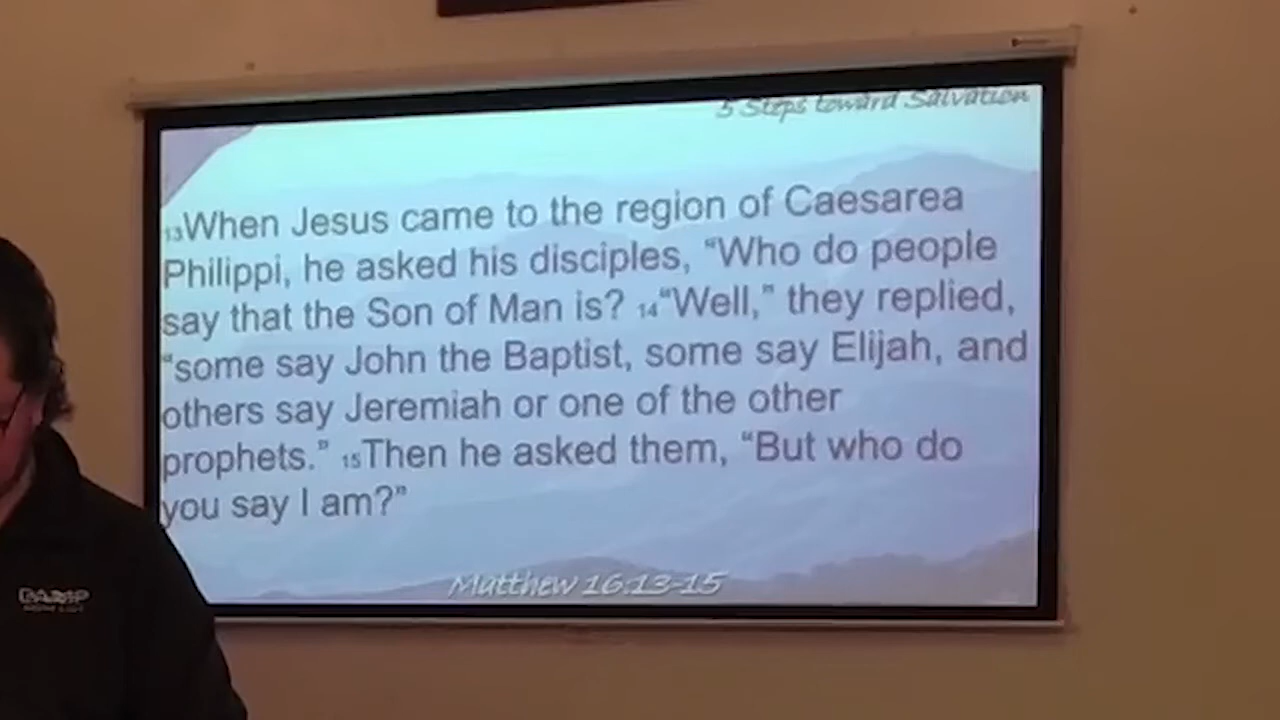 5 Steps toward Salvation
13When Jesus came to the region of Caesarea
Philippi, he asked his disciples, “Who do people
say that the Son of Man is? 14“Well,” they replied,
“some say John the Baptist, some say Elijah, and
others say Jeremiah or one of the other
prophets.” 15Then he asked them, “But who do
you say I am?”
Matthew 16:13-15
CAMP